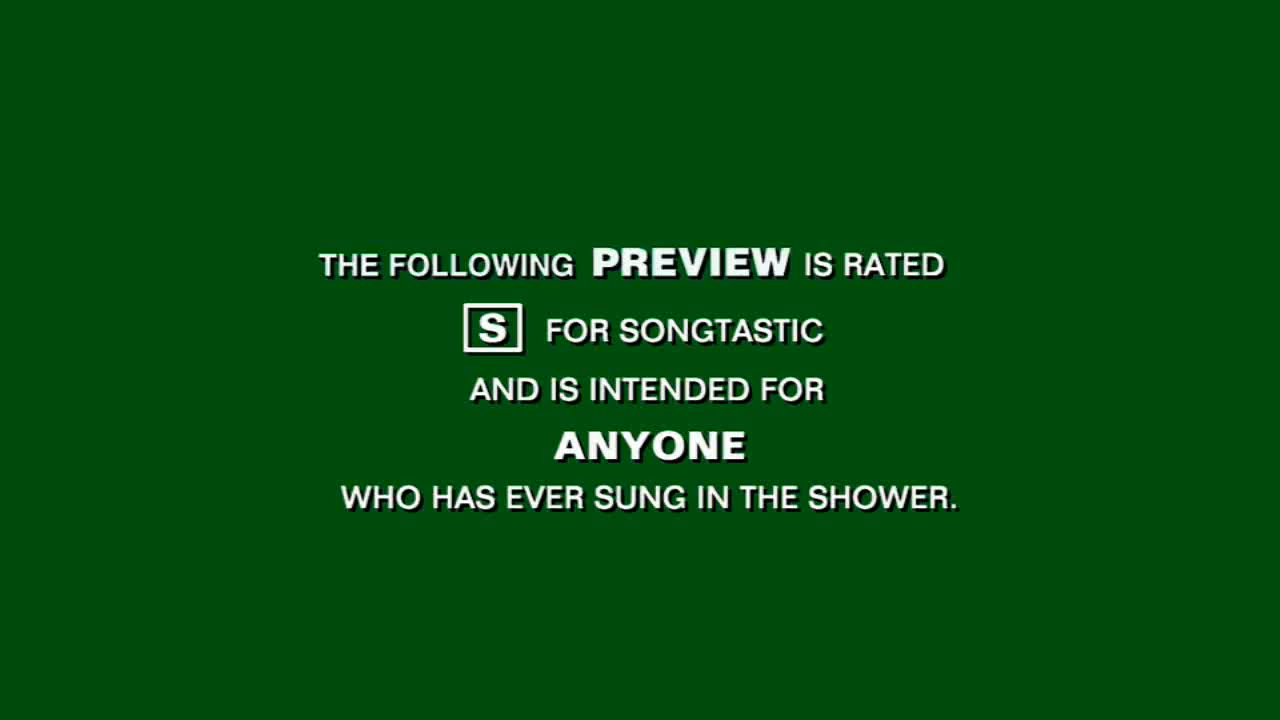 THE FOLLOWING PREVIEW IS RATED
S FOR SONGTASTIC
AND IS INTENDED FOR
ANYONE
WHO HAS EVER SUNG IN THE SHOWER.